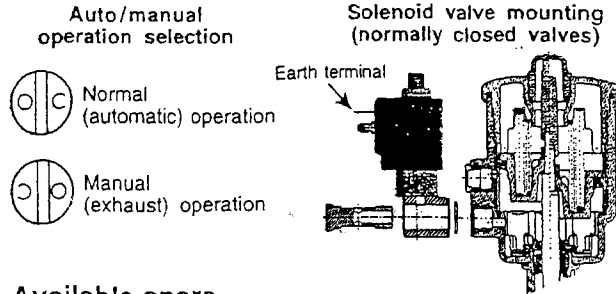 Auto/manual
operation selection
Normal
(automatic) operation
Manual
(exhaust) operation
Solenoid valve mounting
(normally closed valves)
Earth terminal